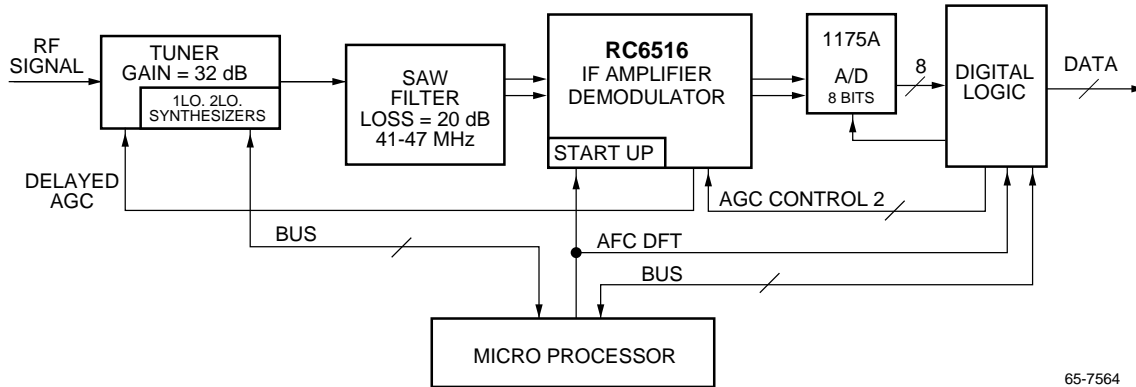 RF
SIGNAL
TUNER
GAIN = 32 dB
1LO. 2LO.
SYNTHESIZERS
SAW
FILTER
LOSS = 20 dB
41-47 MHz
RC6516
IF AMPLIFIER
DEMODULATOR
START UP
1175A
A/D
8 BITS
8
DIGITAL
LOGIC
DATA
DELAYED
AGC
AGC CONTROL 2
BUS
AFC DFT
BUS
MICRO PROCESSOR
65-7564